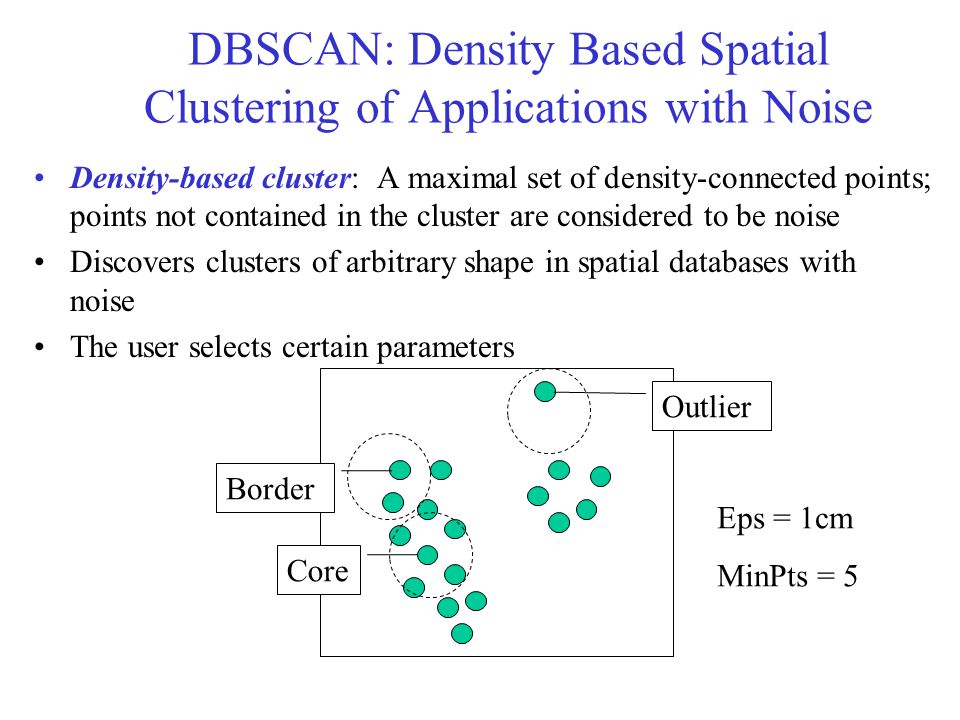 DBSCAN: Density Based Spatial
Clustering of Applications with Noise
• Density-based cluster: A maximal set of density-connected points;
points not contained in the cluster are considered to be noise
• Discovers clusters of arbitrary shape in spatial databases with
noise
• The user selects certain parameters
Outlier
Border
Eps = 1cm
Core
MinPts = 5